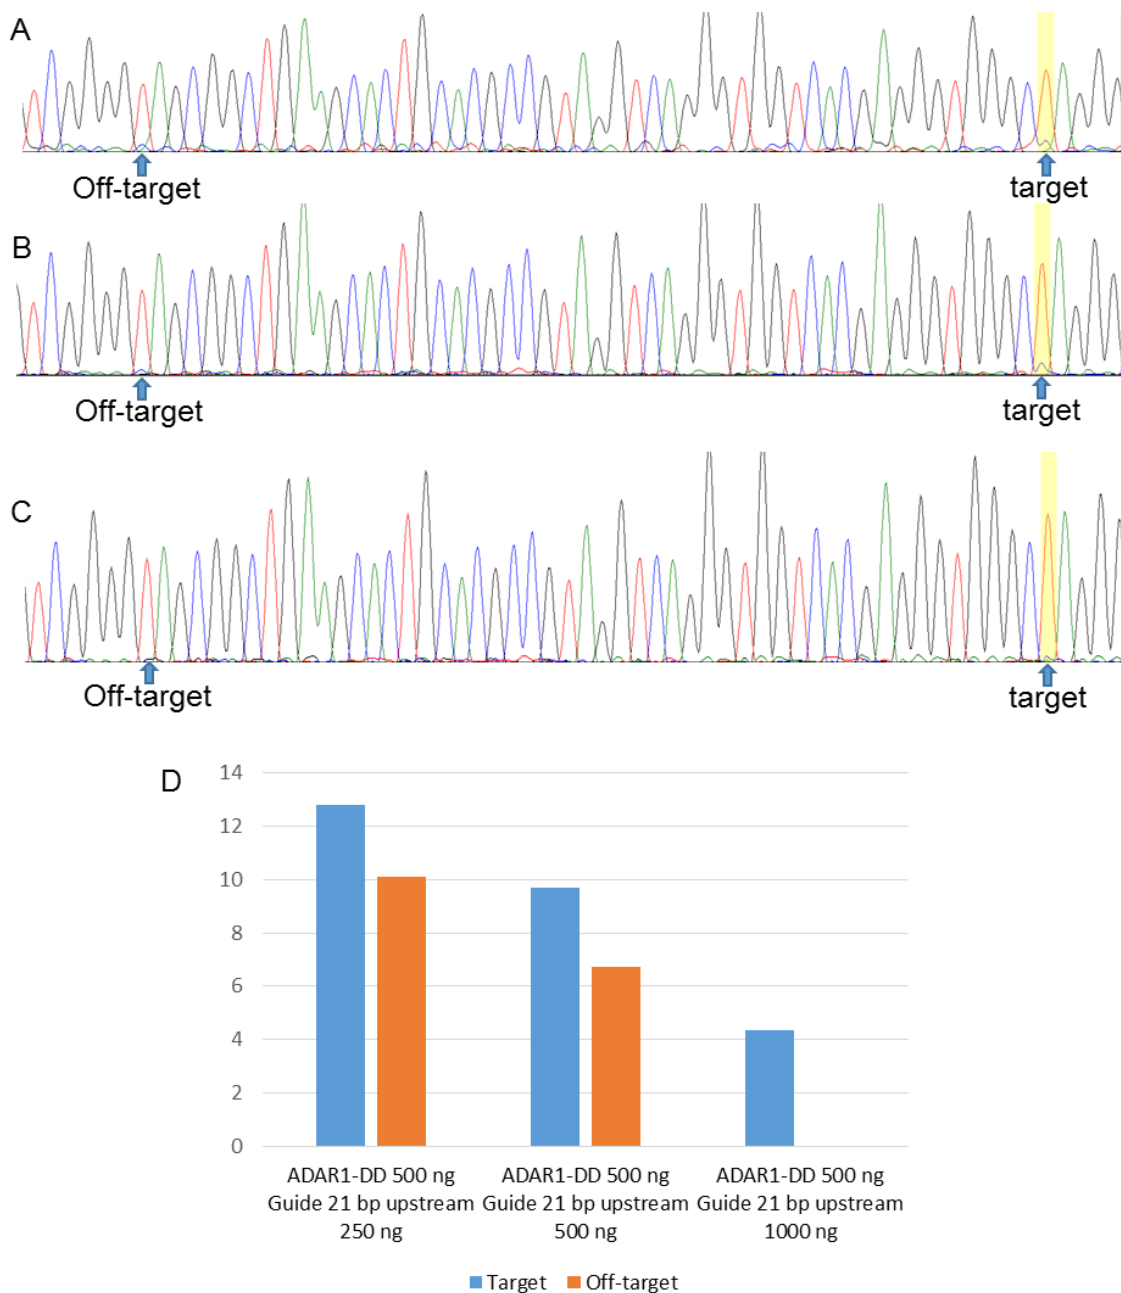 A
Off-target
target
B
Off-target
target
C
Off-target
target
D
14
12
10
8
6
4
2
0
ADAR1-DD 500 ng
Guide 21 bp upstream
250 ng
ADAR1-DD 500 ng
Guide 21 bp upstream
500 ng
ADAR1-DD 500 ng
Guide 21 bp upstream
1000 ng
Target
Off-target